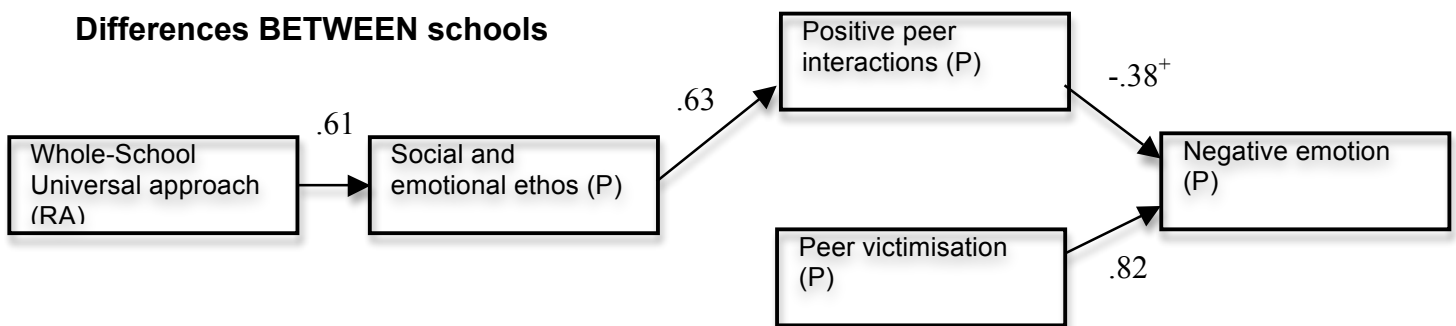 Differences BETWEEN schools
Positive peer
interactions (P)
-.38+
.63
.61
Whole-School
Universal approach
(RA)
Social and
emotional ethos (P)
Negative emotion
(P)
Peer victimisation
(P)
.82